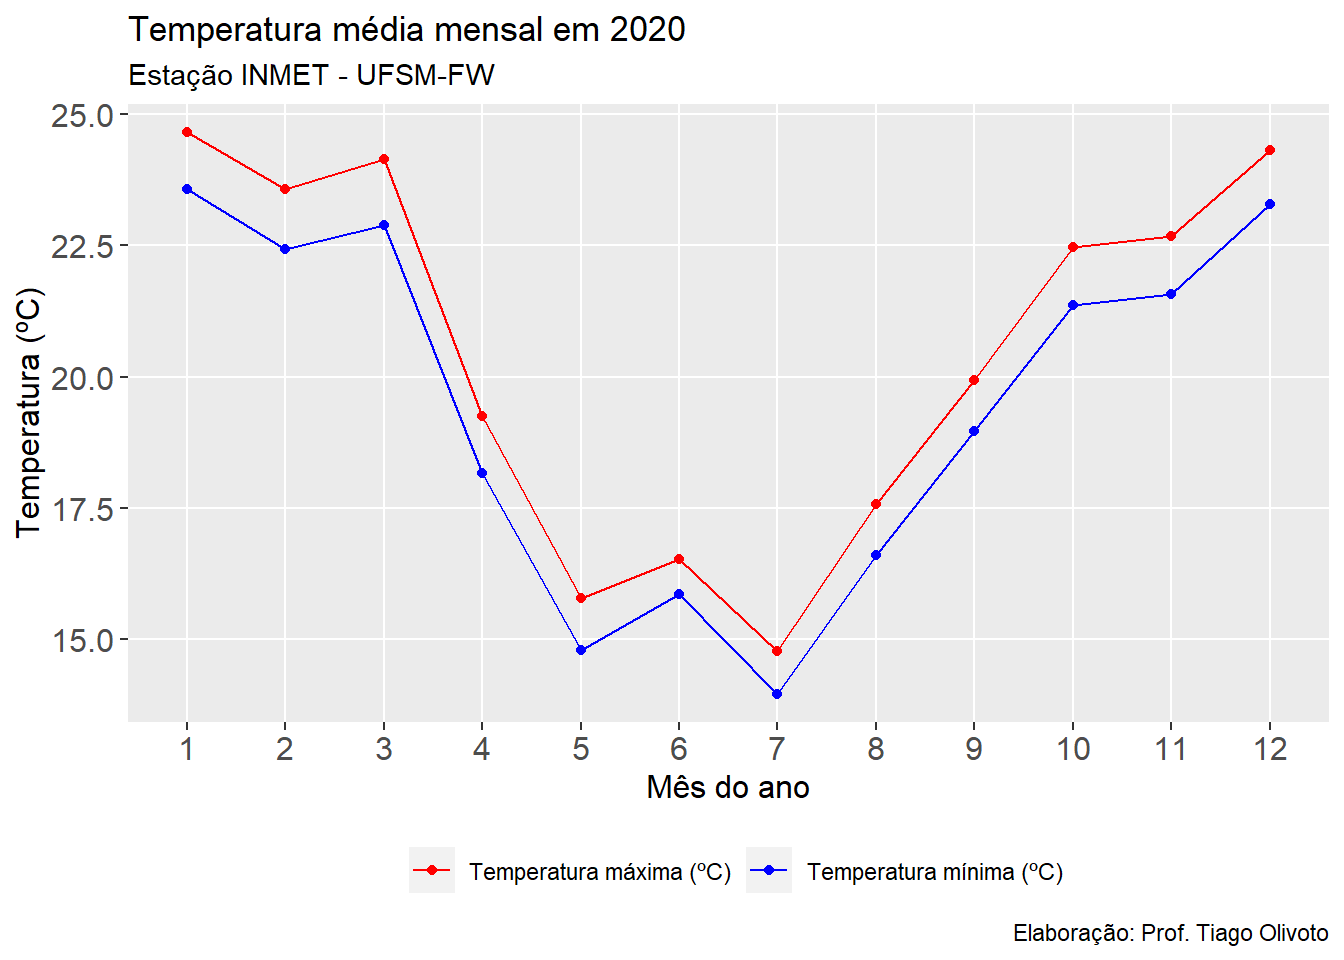 Temperatura média mensal em 2020
Estação INMET - UFSM-FW
25.0
22.5
20.0
17.5
15.0
Temperatura (ºC)
1 2 3 4 5 6 7 8 9 10 11 12
Mês do ano
Temperatura máxima (ºC) Temperatura mínima (ºC)
Elaboração: Prof. Tiago Olivoto